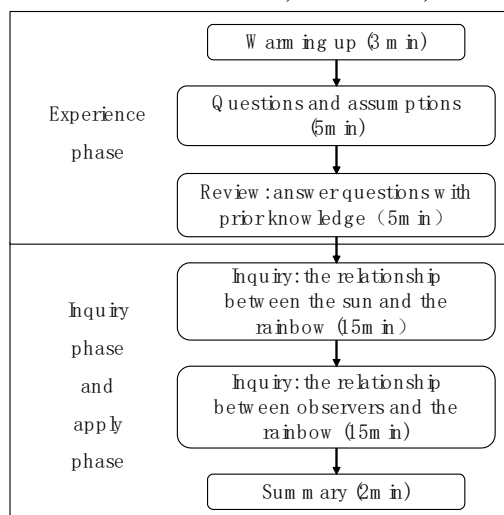 Warming up (3min)
Questions and assumptions
(5min)
Experience
phase
Review: answer questions with
prior knowledge（5min）
Inquiry: the relationship
between the sun and the
rainbow (15min）
Inquiry
phase
and
apply
phase
Inquiry: the relationship
between observers and the
rainbow (15min)
Summary (2min)